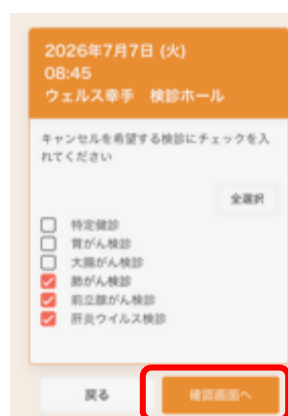 2026年7月7日 (火)
08:45
ウェルス幸手　検診ホール
キャンセルを希望する検診にチェックを入
れてください
全選択
特定健診
胃がん検診
大腸がん検診
肺がん検診
前立腺がん検診
肝炎ウイルス検診
戻る
確認画面へ